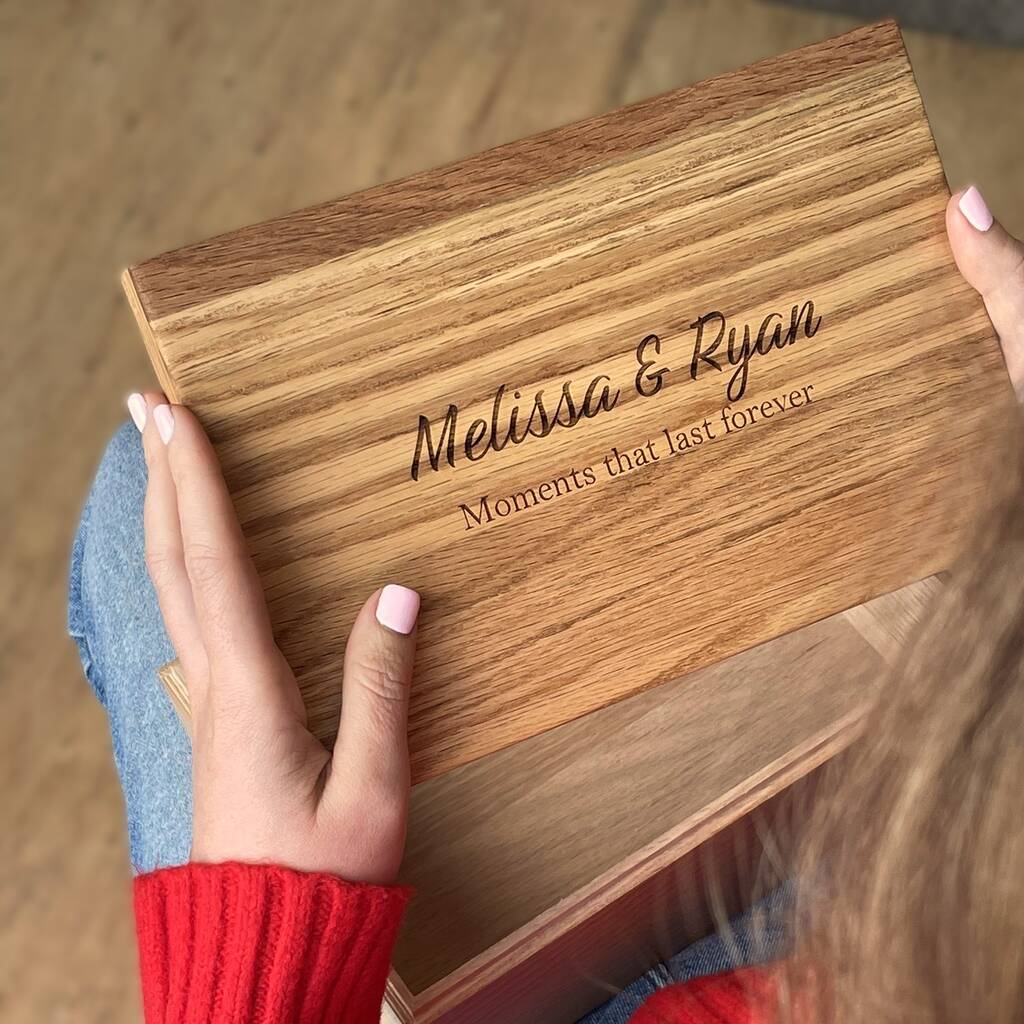 Melissa & Ryan
Moments that last forever